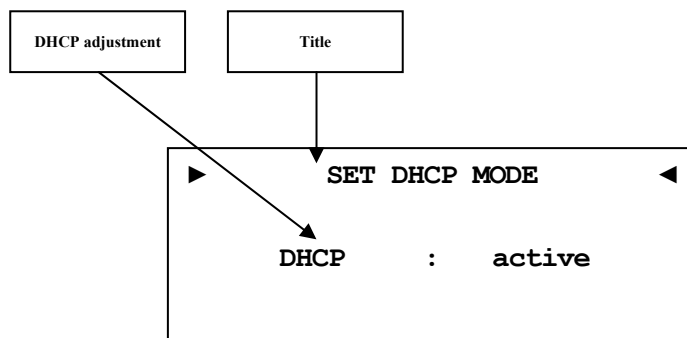 DHCP adjustment
Title
► SET DHCP MODE ◄
DHCP : active